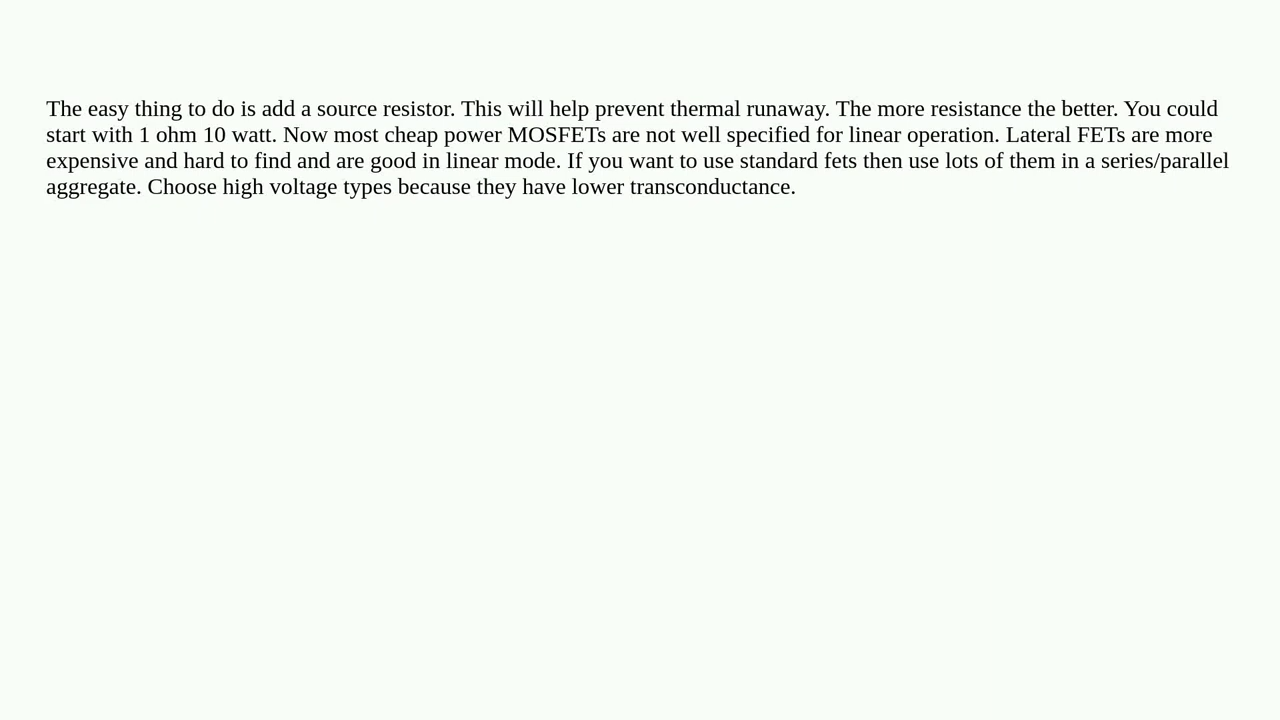 The easy thing to do is add a source resistor. This will help prevent thermal runaway. The more resistance the better. You could
start with 1 ohm 10 watt. Now most cheap power MOSFETs are not well specified for linear operation. Lateral FETs are more
expensive and hard to find and are good in linear mode. If you want to use standard fets then use lots of them in a series/parallel
aggregate. Choose high voltage types because they have lower transconductance.